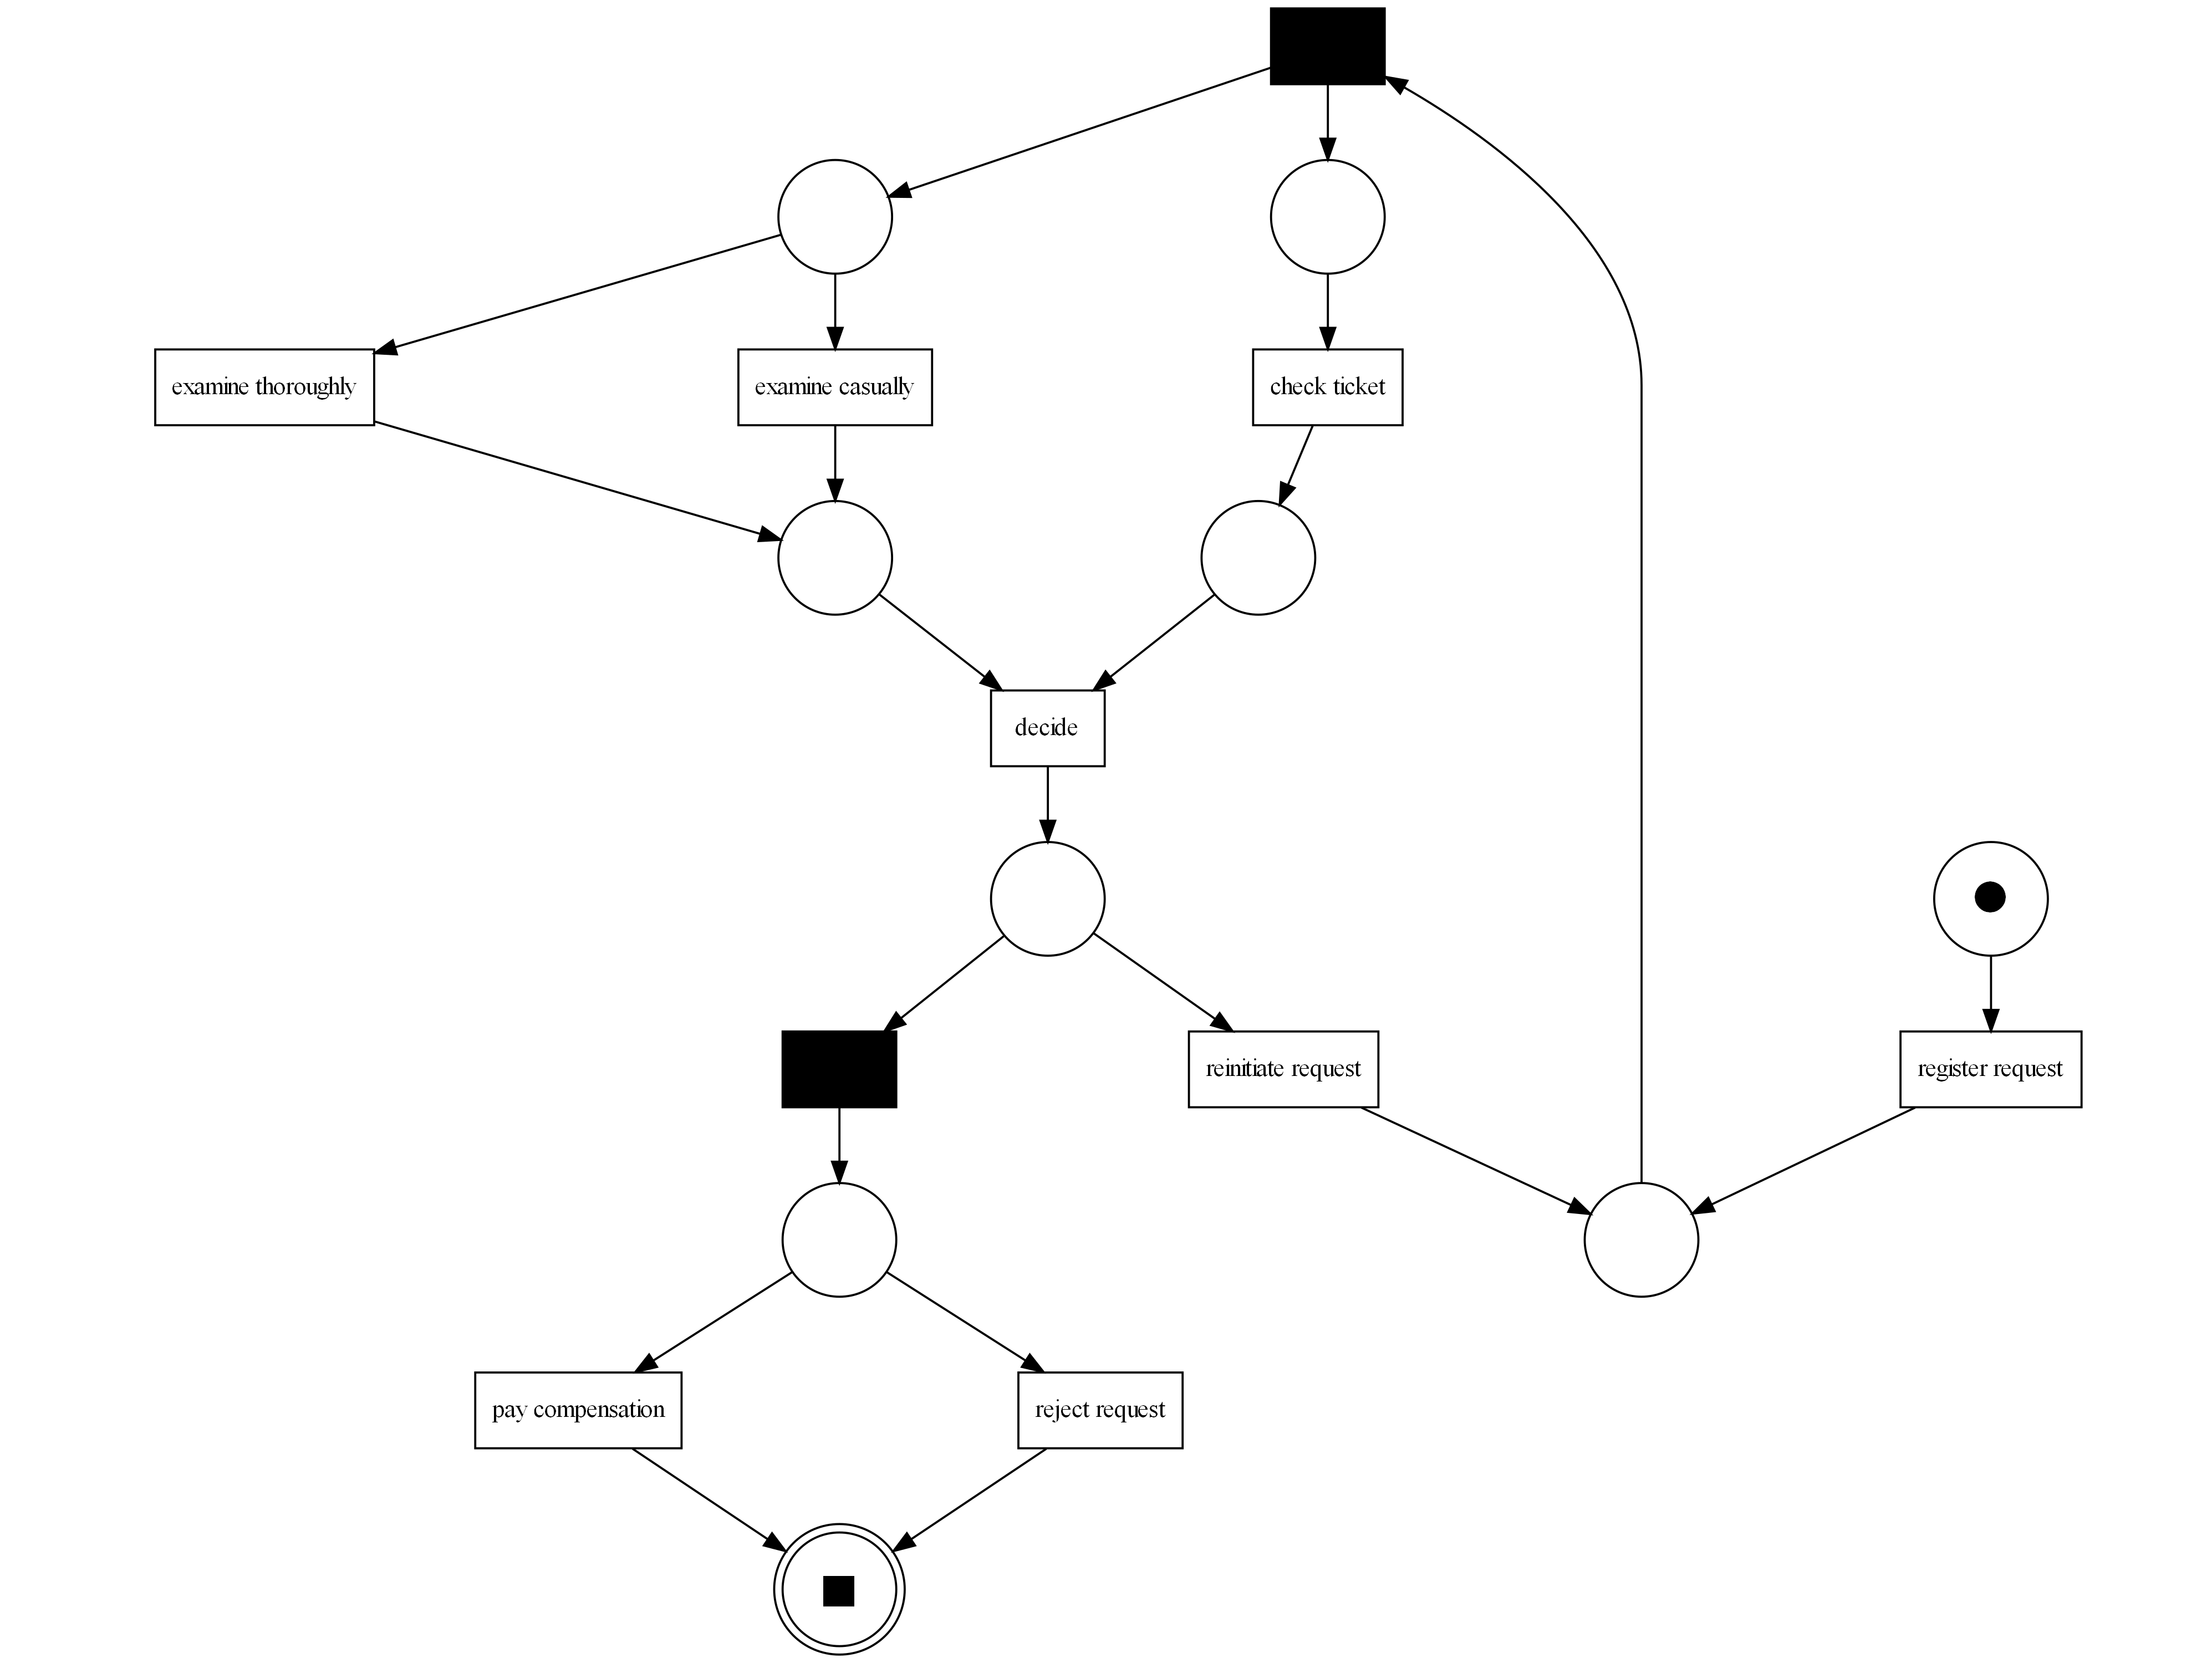 examine thoroughly
examine casually
check ticket
decide
reinitiate request
register request
pay compensation
reject request